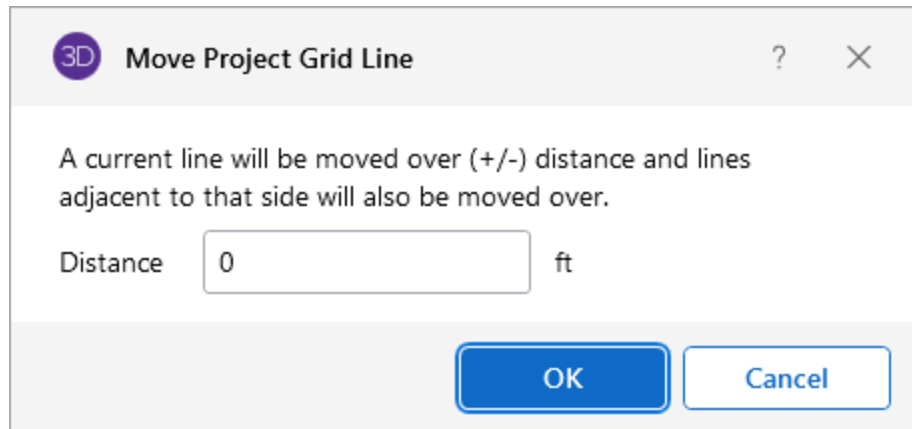 3D Move Project Grid Line ?
A current line will be moved over (+/-) distance and lines
adjacent to that side will also be moved over.
Distance 0 ft
OK Cancel